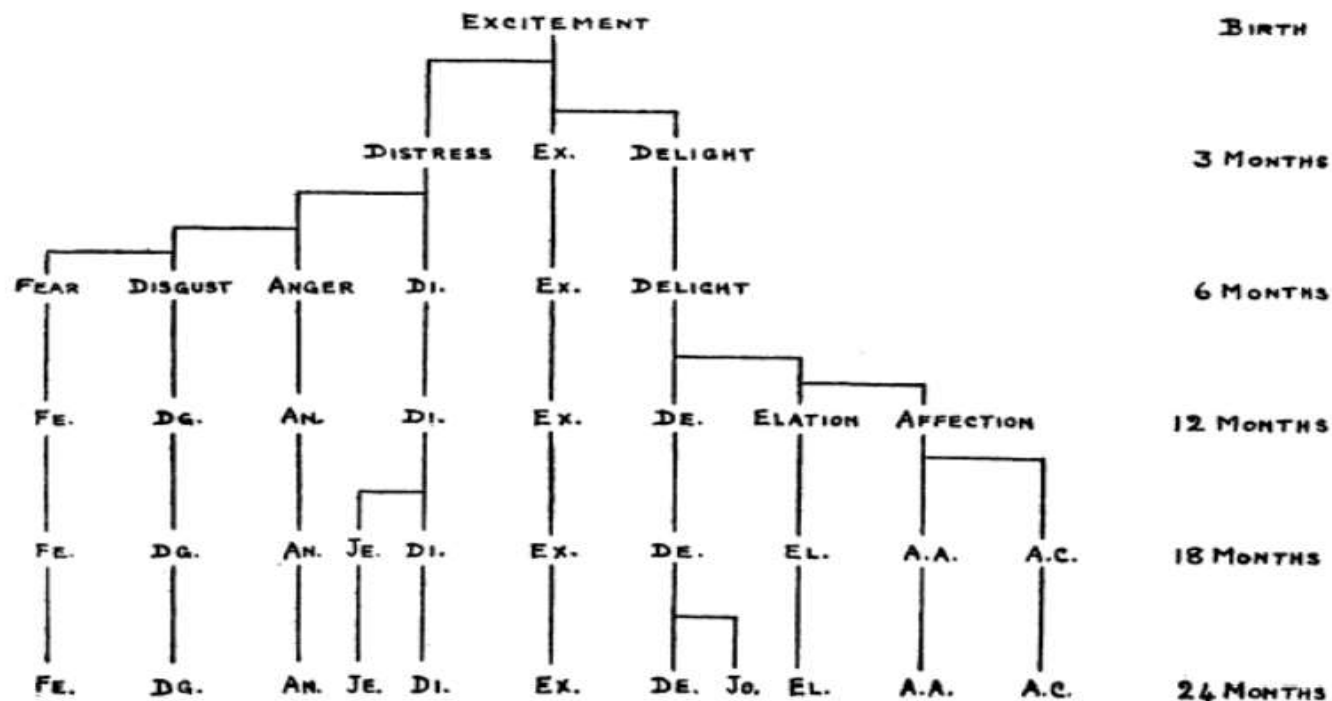 EXCITEMENT BIRTH
DISTRESS EX. DELIGHT 3 MONTHS
FEAR DISGUST ANGER DI. EX. DELIGHT 6 MONTHS
FE. DG. AN. DI. EX. DE. ELATION AFFECTION 12 MONTHS
FE. DG. AN. JE. DI. EX. DE. EL. A.A. A.C. 18 MONTHS
FE. DG. AN. JE. DI. EX. DE. JO. EL. A.A. A.C. 24 MONTHS